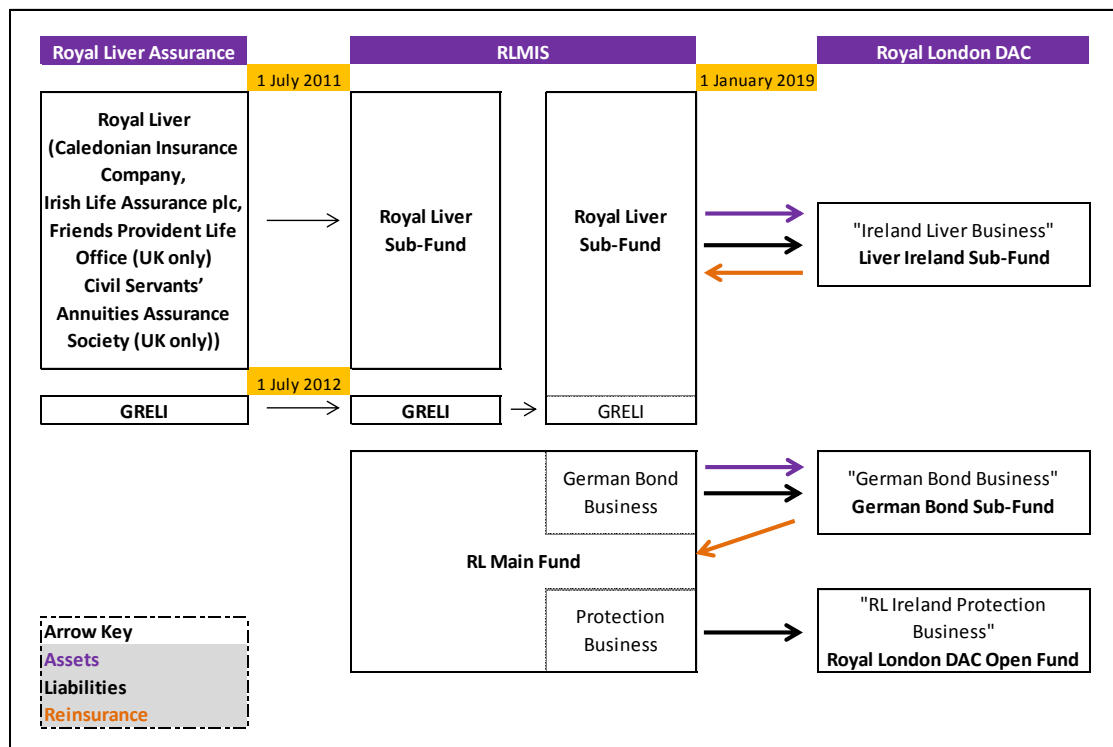 Royal Liver Assurance
RLMIS
Royal London DAC
1 July 2011
1 January 2019
Royal Liver
(Caledonian Insurance
Company,
Irish Life Assurance plc,
Friends Provident Life
Office (UK only)
Civil Servants’
Annuities Assurance
Society (UK only))
Royal Liver
Sub-Fund
Royal Liver
Sub-Fund
"Ireland Liver Business"
Liver Ireland Sub-Fund
1 July 2012
GRELI
GRELI
GRELI
German Bond
Business
"German Bond Business"
German Bond Sub-Fund
RL Main Fund
Protection
Business
"RL Ireland Protection
Business"
Royal London DAC Open Fund
Arrow Key
Assets
Liabilities
Reinsurance